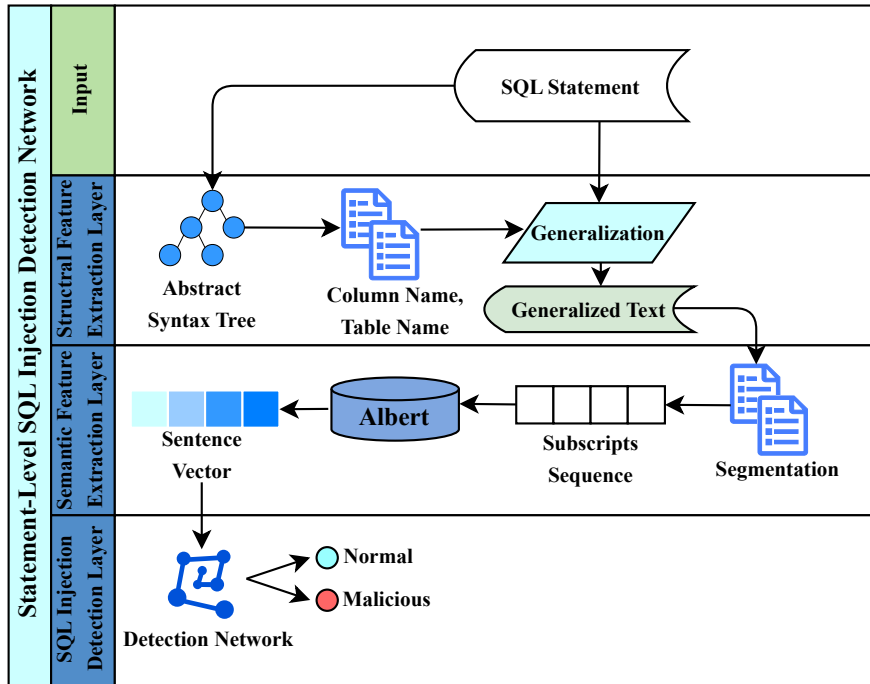 Statement-Level SQL Injection Detection Network
Input
SQL Statement
Structral Feature
Extraction Layer
Abstract
Syntax Tree
Column Name,
Table Name
Generalization
Generalized Text
Semantic Feature
Extraction Layer
Sentence
Vector
Albert
Subscripts
Sequence
Segmentation
SQL Injection
Detection Layer
Detection Network
Normal
Malicious